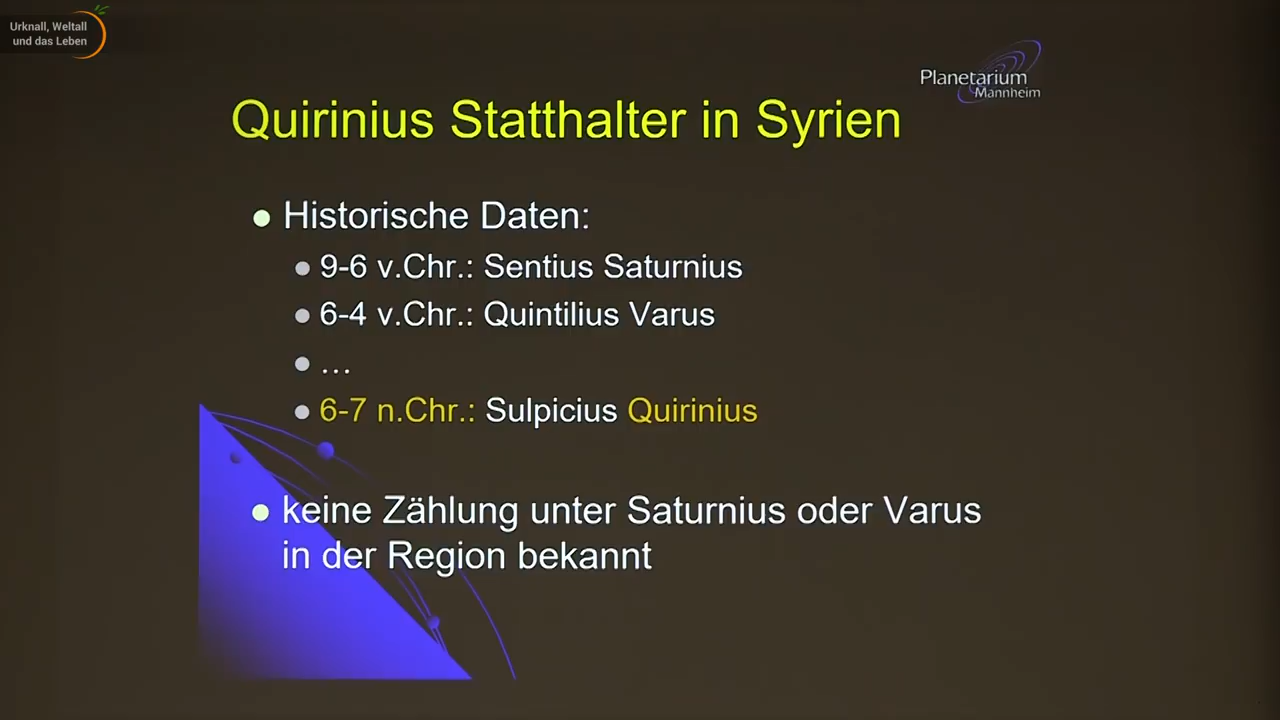 Urknall, Weltall
und das Leben
Planetarium
Mannheim
Quirinius Statthalter in Syrien
Historische Daten:
9-6 v.Chr.: Sentius Saturnius
6-4 v.Chr.: Quintilius Varus
...
6-7 n.Chr.: Sulpicius Quirinius
keine Zählung unter Saturnius oder Varus
in der Region bekannt